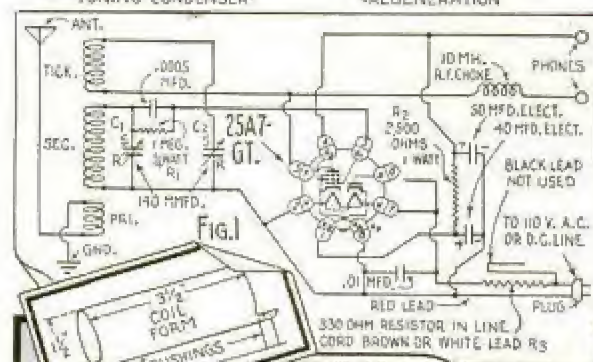 TUNING CONDENSER
REGENERATION
ANT.
TICK.
.0005
MFD.
SEC.
C1
C2
1 MEG.
½ WATT
R1
R
R
140 MMFD.
25A7-
GT.
PRI.
GND.
FIG.1
10 MH.
R.F. CHOKE
PHONES
50 MFD. ELECT.
40 MFD. ELECT.
R2
2,500
OHMS
1 WATT
BLACK LEAD
NOT USED
TO 110 V. A.C.
OR D.C. LINE
.01 MFD.
RED LEAD
PLUG
330 OHM RESISTOR IN LINE
CORD BROWN OR WHITE LEAD R3
3½
COIL
FORM
1¼
BUSHINGS